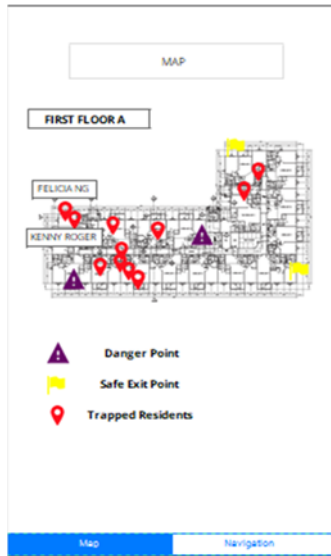 MAP
FIRST FLOOR A
FELICIA NG
KENNY ROGER
Danger Point
Safe Exit Point
Trapped Residents
Map
Navigation